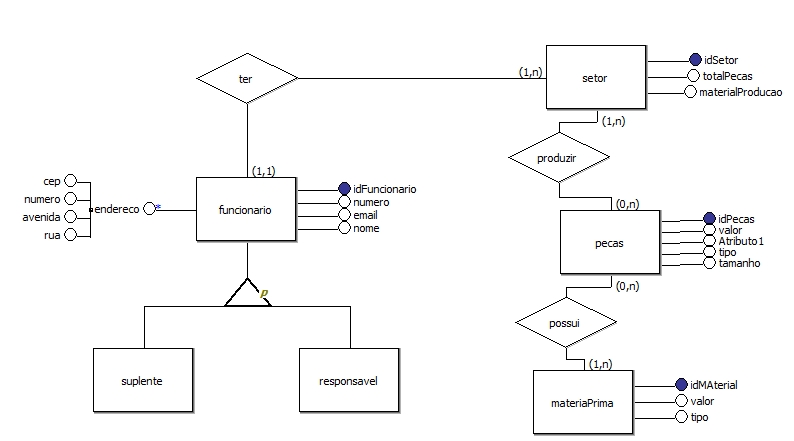 ter
(1,n)
setor
idSetor
totalPecas
materialProducao
(1,n)
produzir
(1,1)
cep
numero
avenida
rua
endereco
*
funcionario
idFuncionario
numero
email
nome
(0,n)
pecas
idPecas
valor
Atributo1
tipo
tamanho
(0,n)
p
possui
(1,n)
suplente
responsavel
materiaPrima
idMAterial
valor
tipo